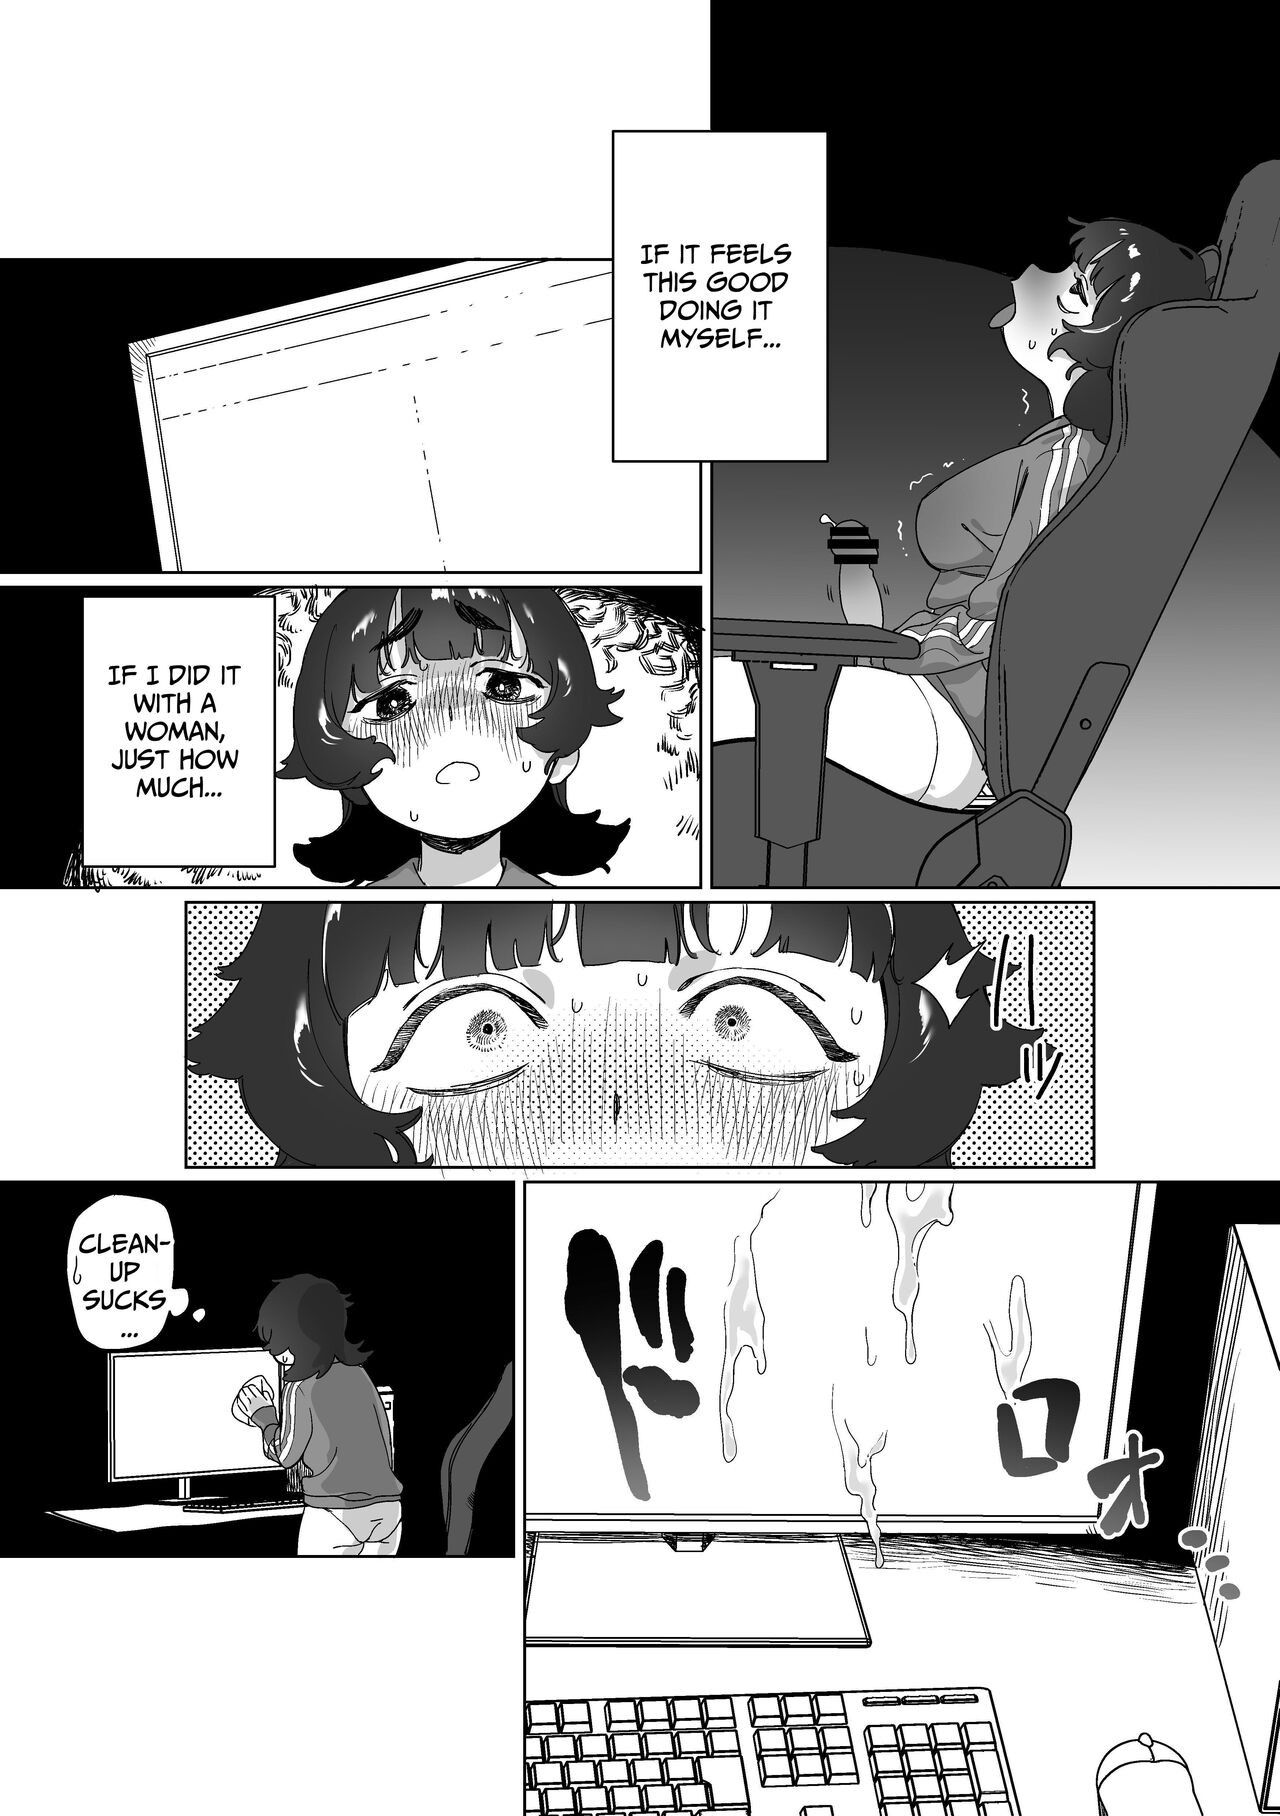 IF IT FEELS
THIS GOOD
DOING IT
MYSELF...
IF I DID IT
WITH A
WOMAN,
JUST HOW
MUCH...
ハッ
オ
ロ
ド
CLEAN-
UP
SUCKS
...